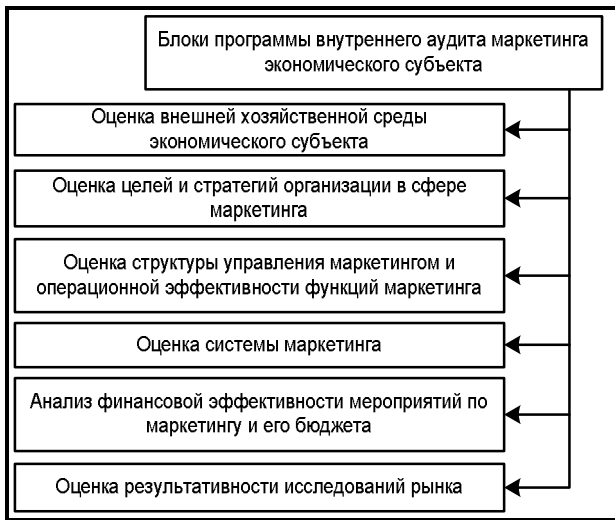 Блоки программы внутреннего аудита маркетинга
экономического субъекта
Оценка внешней хозяйственной среды
экономического субъекта
Оценка целей и стратегий организации в сфере
маркетинга
Оценка структуры управления маркетингом и
операционной эффективности функций маркетинга
Оценка системы маркетинга
Анализ финансовой эффективности мероприятий по
маркетингу и его бюджета
Оценка результативности исследований рынка